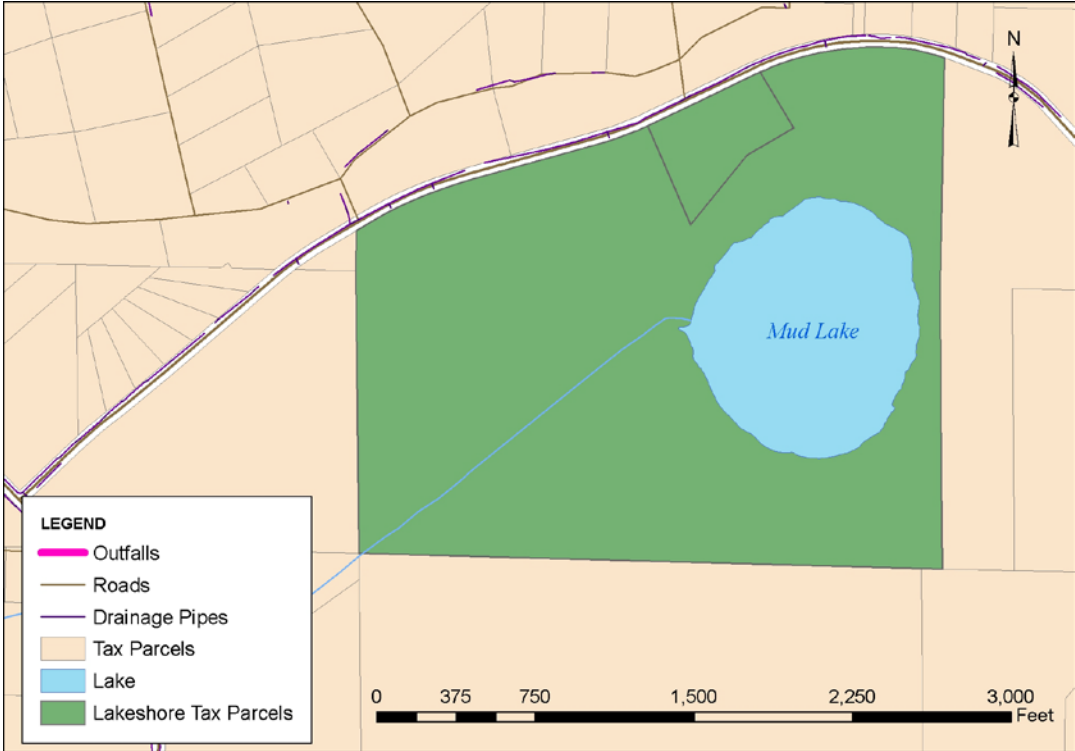 N
Mud Lake
LEGEND
Outfalls
Roads
Drainage Pipes
Tax Parcels
Lake
Lakeshore Tax Parcels
0 375 750 1,500 2,250 3,000
Feet